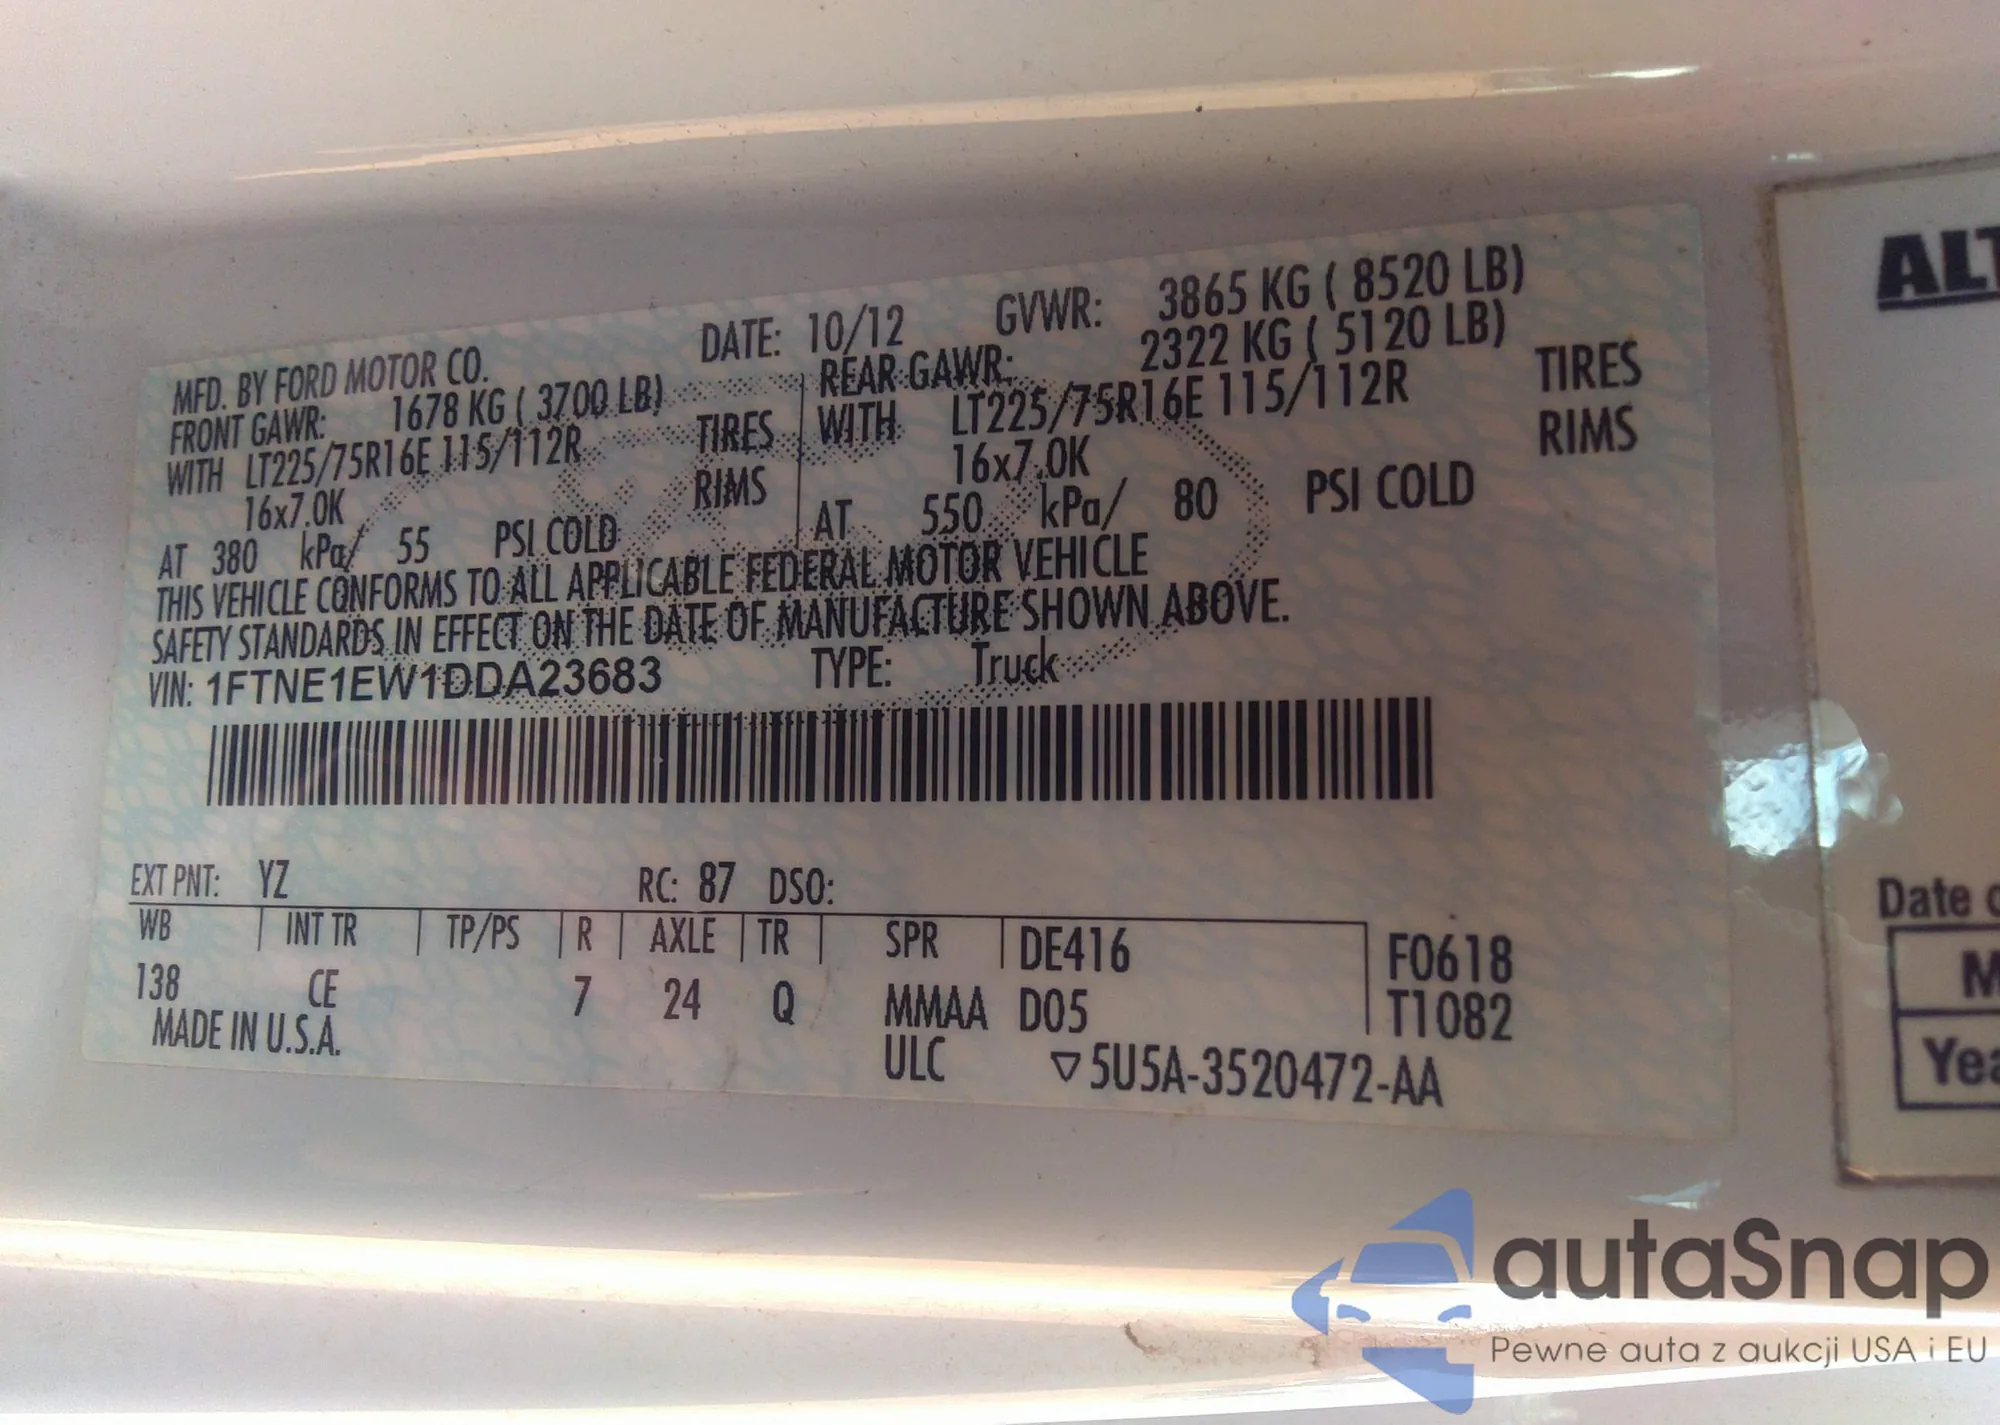 MFD. BY FORD MOTOR CO. DATE: 10/12 GVWR: 3865 KG ( 8520 LB)
FRONT GAWR: 1678 KG ( 3700 LB) REAR GAWR: 2322 KG ( 5120 LB)
WITH LT225/75R16E 115/112R TIRES WITH LT225/75R16E 115/112R TIRES
16x7.0K RIMS 16x7.0K RIMS
AT 380 kPa/ 55 PSI COLD AT 550 kPa/ 80 PSI COLD
THIS VEHICLE CONFORMS TO ALL APPLICABLE FEDERAL MOTOR VEHICLE
SAFETY STANDARDS IN EFFECT ON THE DATE OF MANUFACTURE SHOWN ABOVE.
VIN: 1FTNE1EW1DDA23683 TYPE: Truck
EXT PNT: YZ RC: 87 DSO:
WB INT TR TP/PS R AXLE TR SPR DE416 F0618
138 CE 7 24 Q MMAA D05 T1082
MADE IN U.S.A. ULC ▽5U5A-3520472-AA
ALT
Date
M
Yea
autaSnap
Pewne auta z aukcji USA i EU